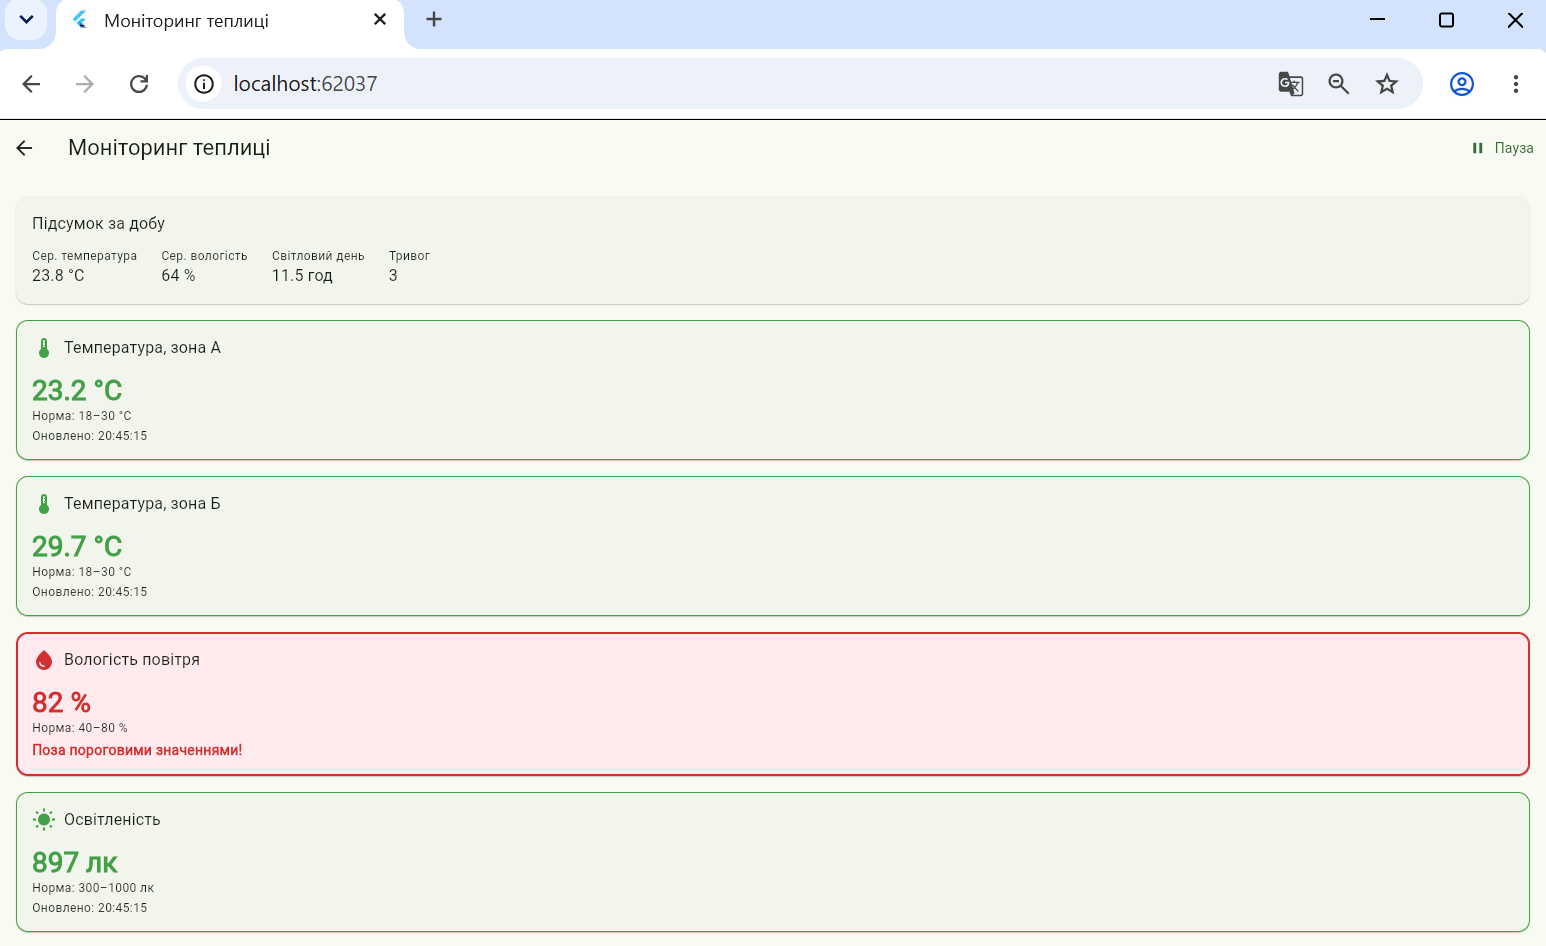 Моніторинг теплиці
localhost:62037
Моніторинг теплиці
Пауза
Підсумок за добу
Сер. температура Сер. вологість Світловий день Тривог
23.8 °C 64 % 11.5 год 3
Температура, зона А
23.2 °C
Норма: 18–30 °C
Оновлено: 20:45:15
Температура, зона Б
29.7 °C
Норма: 18–30 °C
Оновлено: 20:45:15
Вологість повітря
82 %
Норма: 40–80 %
Поза пороговими значеннями!
Освітленість
897 лк
Норма: 300–1000 лк
Оновлено: 20:45:15